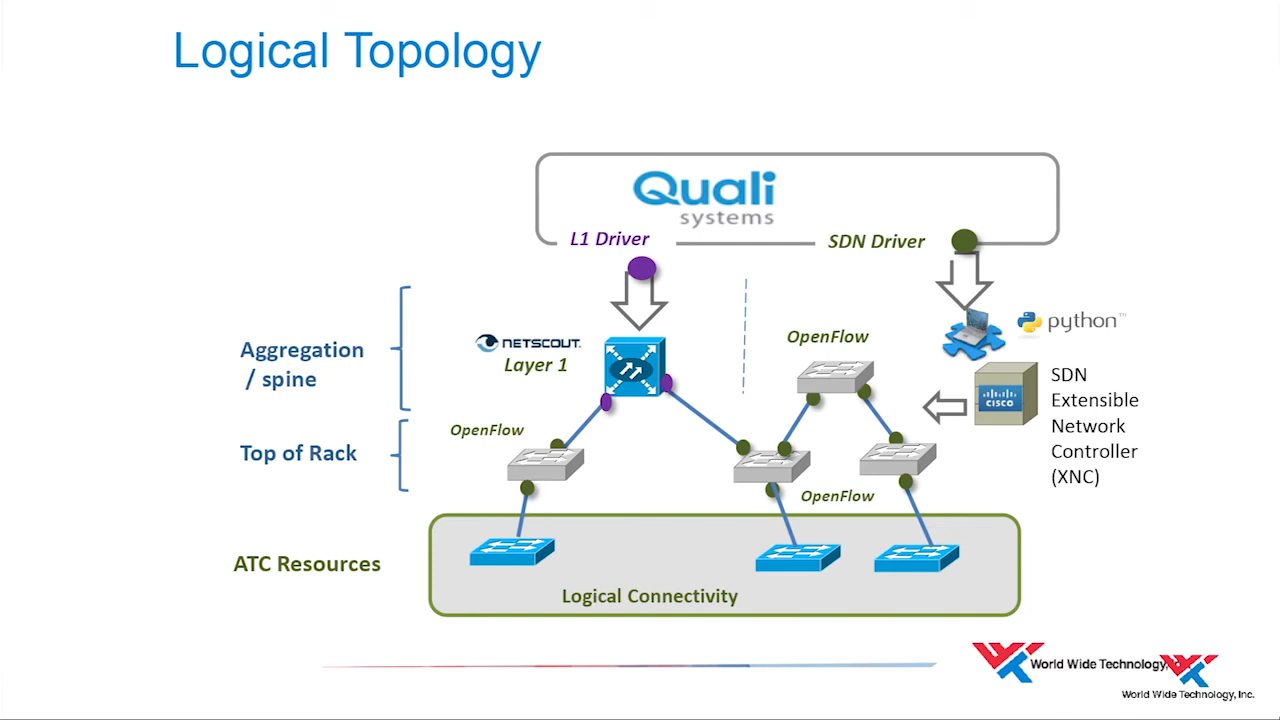 Logical Topology
Quali
systems
L1 Driver
SDN Driver
python™
NETSCOUT.
Layer 1
OpenFlow
Aggregation
/ spine
CISCO
SDN
Extensible
Network
Controller
(XNC)
OpenFlow
Top of Rack
OpenFlow
ATC Resources
Logical Connectivity
World Wide Technology,
World Wide Technology, Inc.